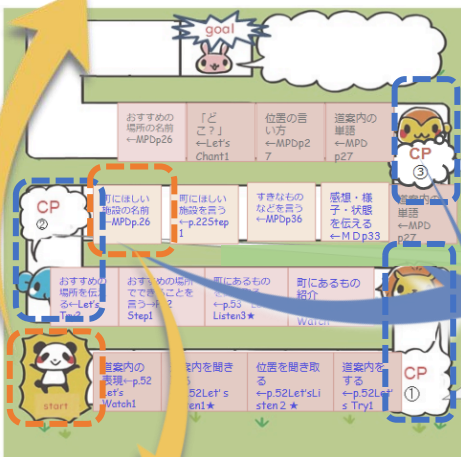 goal
おすすめの
場所の名前
←MPDp26
「ど
こ？」
←Let's
Chant1
位置の言
い方
←MPDp2
7
道案内の
単語
←MPD
p27
CP
③
CP
②
町にほしい
施設の名前
←MPDp.26
町にほしい
施設を言う
←p.22Step
1
すきなもの
などを言う
←MPDp36
感想・様
子・状態
を伝える
←MDp33
道案内の
単語
←MPD
p27
おすすめの
場所を伝え
る←Let's
おすすめの場所
でできることを
Step1
町にあるもの
Listen3★
町にあるもの
紹介
CP
①
start
道案内の
表現←p.52
Let's
Watch1
案内を聞き
.52Let's
★
位置を聞き取
る
←p.52Let'sLi
sten2★
道案内を
する
←p.52Let'
s Try1